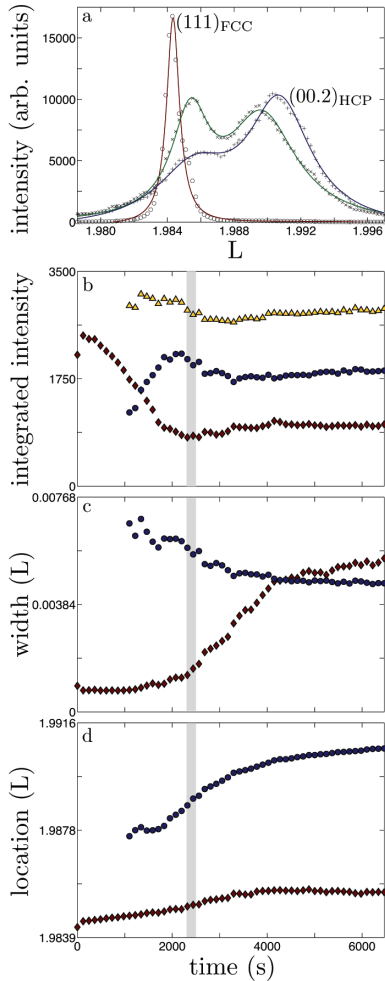 a
(111)FCC
(00.2)HCP
intensity (arb. units)
15000
10000
5000
0
1.980
1.984
1.988
1.992
1.996
L
b
integrated intensity
3500
1750
0
c
width (L)
0.00768
0.00384
0
d
location (L)
1.9916
1.9878
1.9839
0
2000
4000
6000
time (s)